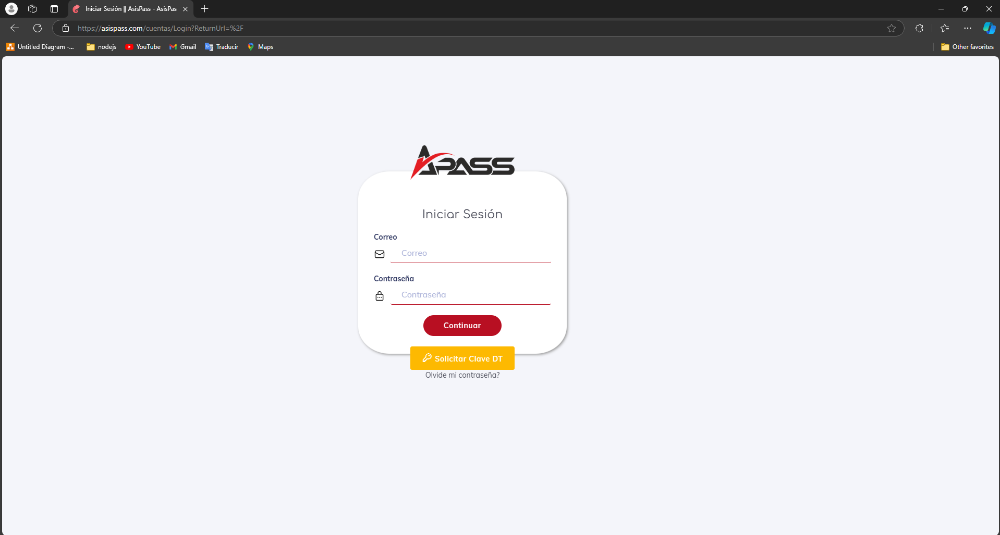 Iniciar Sesión || AsisPass - AsisPas
https://asispass.com/cuentas/Login?ReturnUrl=%2F
Untitled Diagram -... nodejs YouTube Gmail Traducir Maps Other favorites
APASS
Iniciar Sesión
Correo
Correo
Contraseña
Contraseña
Continuar
Solicitar Clave DT
Olvide mi contraseña?